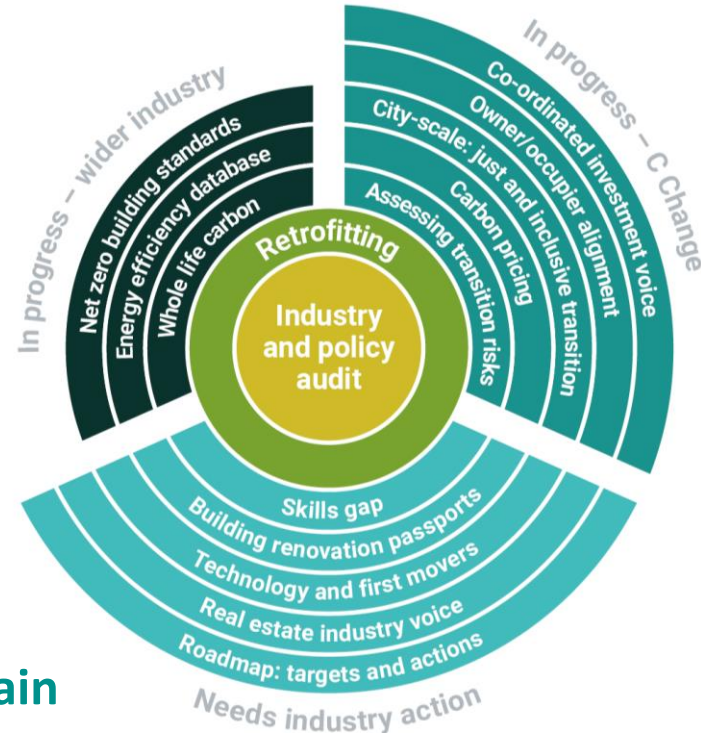 In progress – wider industry
Net zero building standards
Energy efficiency database
Whole life carbon
In progress – C Change
Co-ordinated investment voice
Owner/occupier alignment
City-scale: just and inclusive transition
Carbon pricing
Assessing transition risks
Retrofitting
Industry
and policy
audit
Skills gap
Building renovation passports
Technology and first movers
Real estate industry voice
Roadmap: targets and actions
Needs industry action
ain